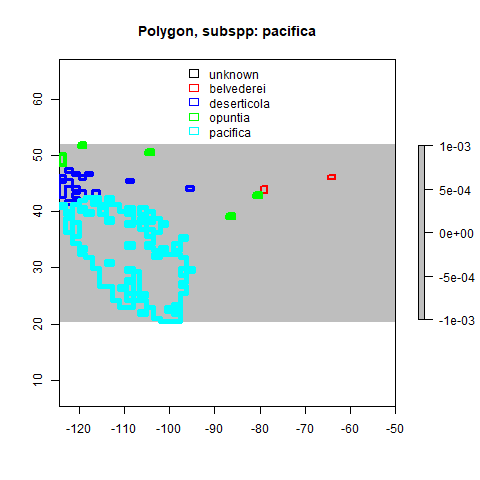 Polygon, subspp: pacifica
unknown
belvederei
deserticola
opuntia
pacifica
60
50
40
30
20
10
-120 -110 -100 -90 -80 -70 -60 -50
1e-03
5e-04
0e+00
-5e-04
-1e-03